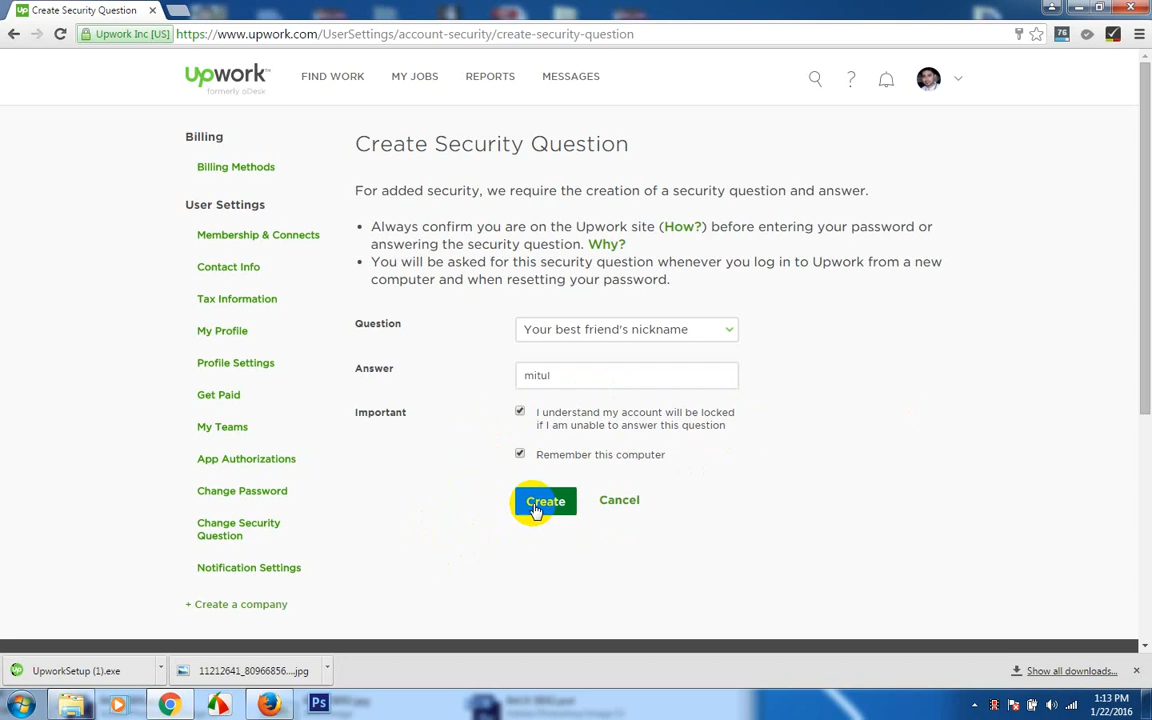 Create Security Question
Upwork Inc [US]
https://www.upwork.com/UserSettings/account-security/create-security-question
76
upwork
formerly oDesk
FIND WORK
MY JOBS
REPORTS
MESSAGES
Billing
Billing Methods
User Settings
Membership & Connects
Contact Info
Tax Information
My Profile
Profile Settings
Get Paid
My Teams
App Authorizations
Change Password
Change Security
Question
Notification Settings
+ Create a company
Create Security Question
For added security, we require the creation of a security question and answer.
• Always confirm you are on the Upwork site (How?) before entering your password or
answering the security question. Why?
• You will be asked for this security question whenever you log in to Upwork from a new
computer and when resetting your password.
Question
Your best friend's nickname
Answer
mitul
Important
I understand my account will be locked
if I am unable to answer this question
Remember this computer
Create
Cancel
UpworkSetup (1).exe
11212641_80966856....jpg
Show all downloads...
Ps
1:13 PM
1/22/2016